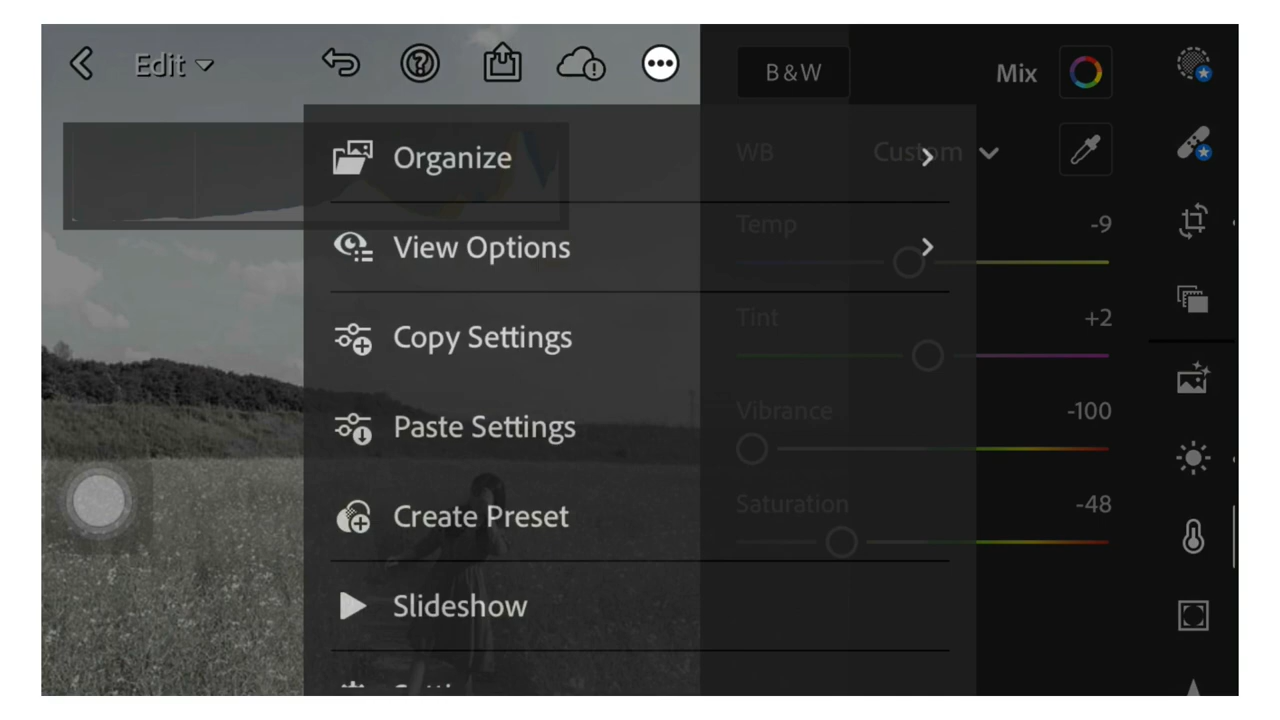 Edit
B&W
Mix
Organize
WB
Custom
View Options
Temp
-9
Copy Settings
Tint
+2
Paste Settings
Vibrance
-100
Create Preset
Saturation
-48
Slideshow